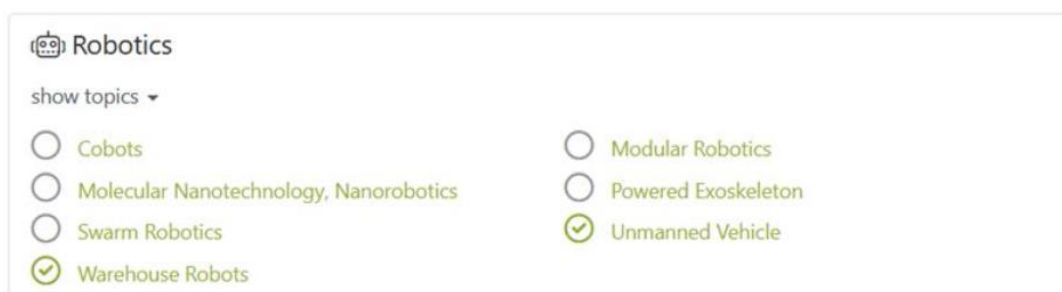 Robotics
show topics
Cobots
Modular Robotics
Molecular Nanotechnology, Nanorobotics
Powered Exoskeleton
Swarm Robotics
Unmanned Vehicle
Warehouse Robots